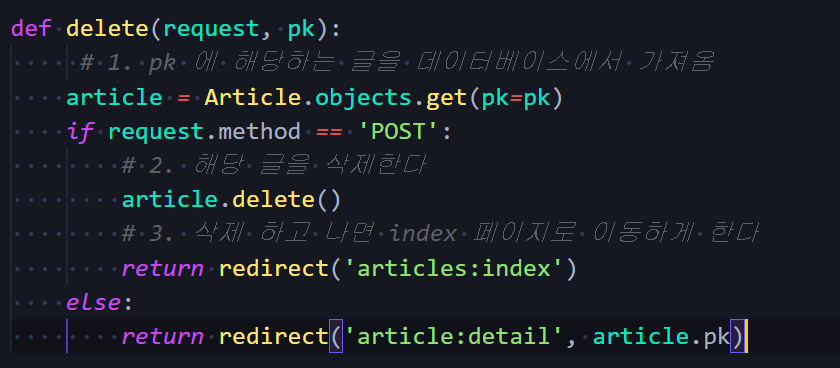 def delete(request, pk):
     # 1. pk 에 해당하는 글을 데이터베이스에서 가져옴
    article = Article.objects.get(pk=pk)
    if request.method == 'POST':
        # 2. 해당 글을 삭제한다
        article.delete()
        # 3. 삭제 하고 나면 index 페이지로 이동하게 한다
        return redirect('articles:index')
    else:
        return redirect('article:detail', article.pk)